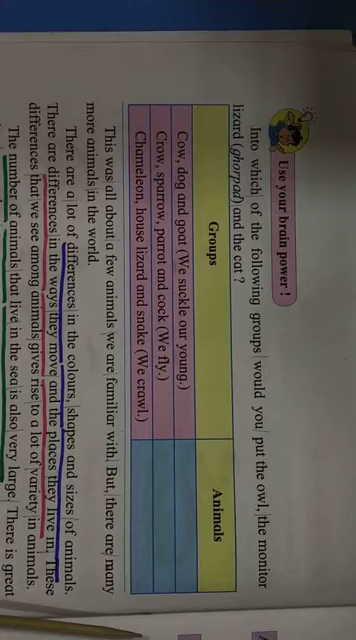 Use your brain power !
Into which of the following groups would you put the owl, the monitor
lizard (ghorpad) and the cat ?
Groups
Animals
Cow, dog and goat (We suckle our young.)
Crow, sparrow, parrot and cock (We fly.)
Chameleon, house lizard and snake (We crawl.)
This was all about a few animals we are familiar with. But, there are many
more animals in the world.
There are a lot of differences in the colours, shapes and sizes of animals.
There are differences in the ways they move and the places they live in. These
differences that we see among animals gives rise to a lot of variety in animals.
The number of animals that live in the sea is also very large. There is great